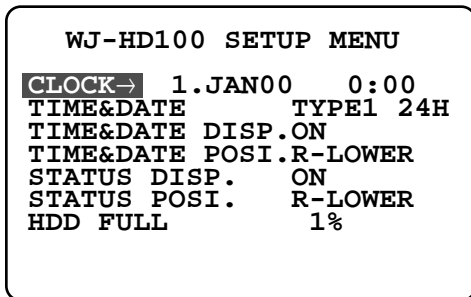 WJ-HD100 SETUP MENU
CLOCK→ 1.JAN00 0:00
TIME&DATE TYPE1 24H
TIME&DATE DISP.ON
TIME&DATE POSI.R-LOWER
STATUS DISP. ON
STATUS POSI. R-LOWER
HDD FULL 1%